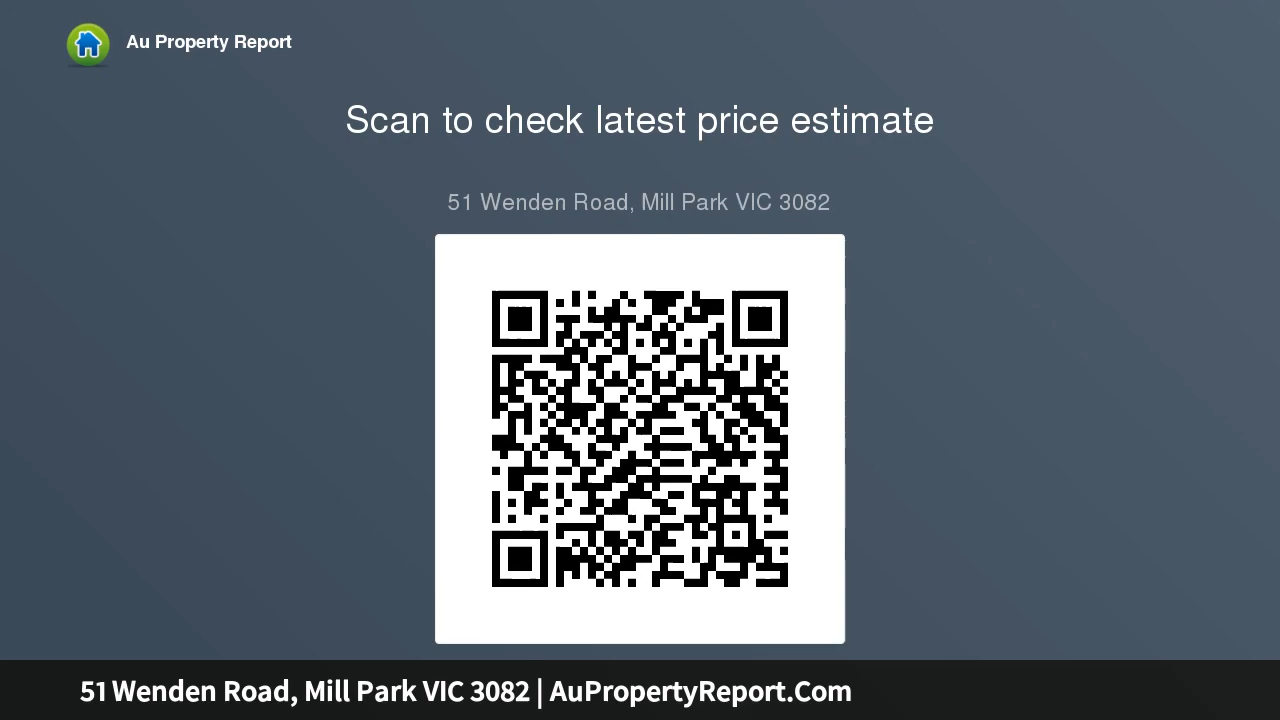 Au Property Report
Scan to check latest price estimate
51 Wenden Road, Mill Park VIC 3082
51 Wenden Road, Mill Park VIC 3082 | AuPropertyReport.Com